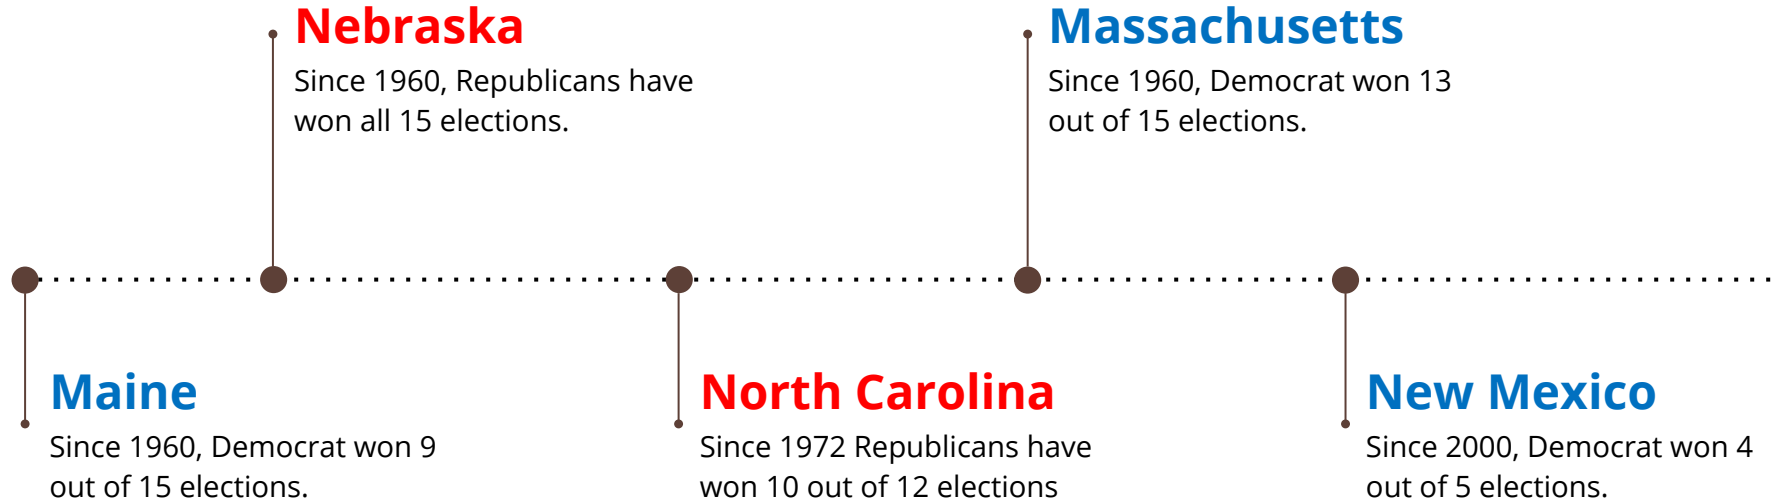 Nebraska
Since 1960, Republicans have
won all 15 elections.
Massachusetts
Since 1960, Democrat won 13
out of 15 elections.
Maine
Since 1960, Democrat won 9
out of 15 elections.
North Carolina
Since 1972 Republicans have
won 10 out of 12 elections
New Mexico
Since 2000, Democrat won 4
out of 5 elections.